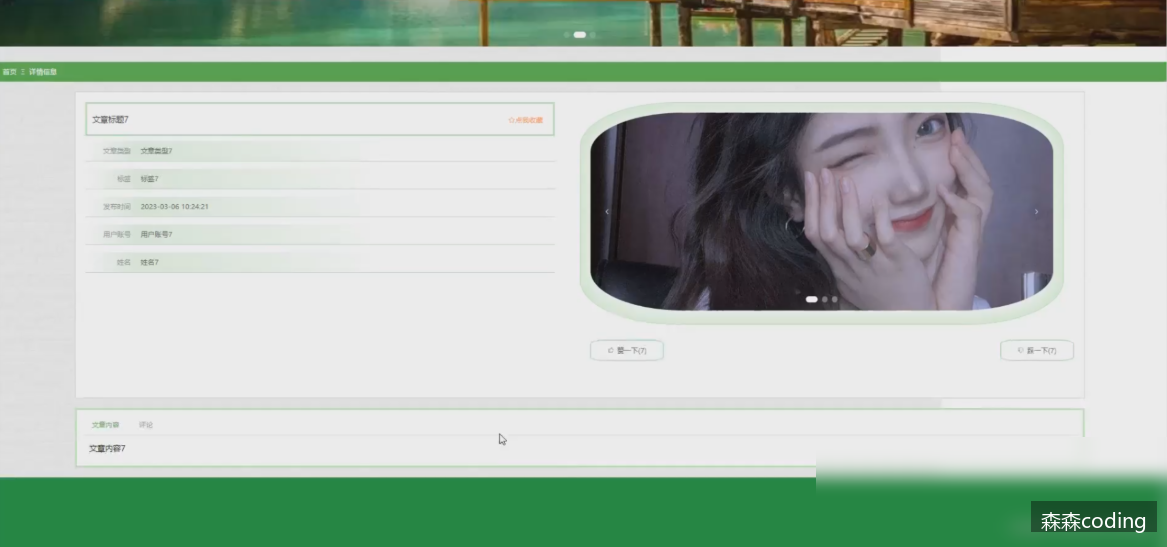 首页 详情信息
文章标题7
☆点我收藏
文章类型 文章类型7
标签 标签7
发布时间 2023-03-06 10:24:21
用户账号 用户账号7
姓名 姓名7
赞一下(7)
踩一下(7)
文章内容 评论
文章内容7
森森coding